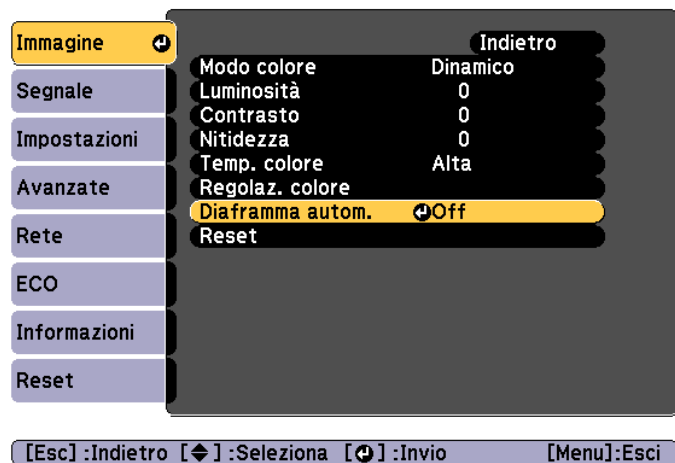 Immagine
Segnale
Impostazioni
Avanzate
Rete
ECO
Informazioni
Reset
Indietro
Modo colore Dinamico
Luminosità 0
Contrasto 0
Nitidezza 0
Temp. colore Alta
Regolaz. colore
Diaframma autom. Off
Reset
[Esc] :Indietro [◆] :Seleziona [⏎] :Invio [Menu]:Esci